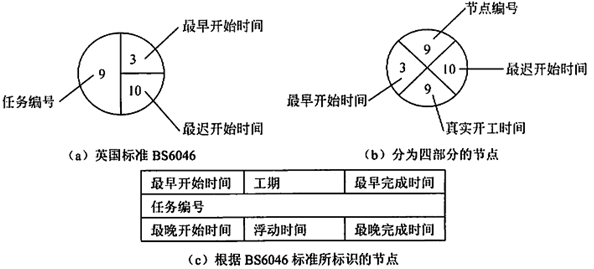 最早开始时间
3
9
10
任务编号
最迟开始时间
(a) 英国标准 BS6046
节点编号
9
3
10
最迟开始时间
最早开始时间
9
真实开工时间
(b) 分为四部分的节点
最早开始时间 工期 最早完成时间
任务编号
最晚开始时间 浮动时间 最晚完成时间
(c) 根据 BS6046 标准所标识的节点